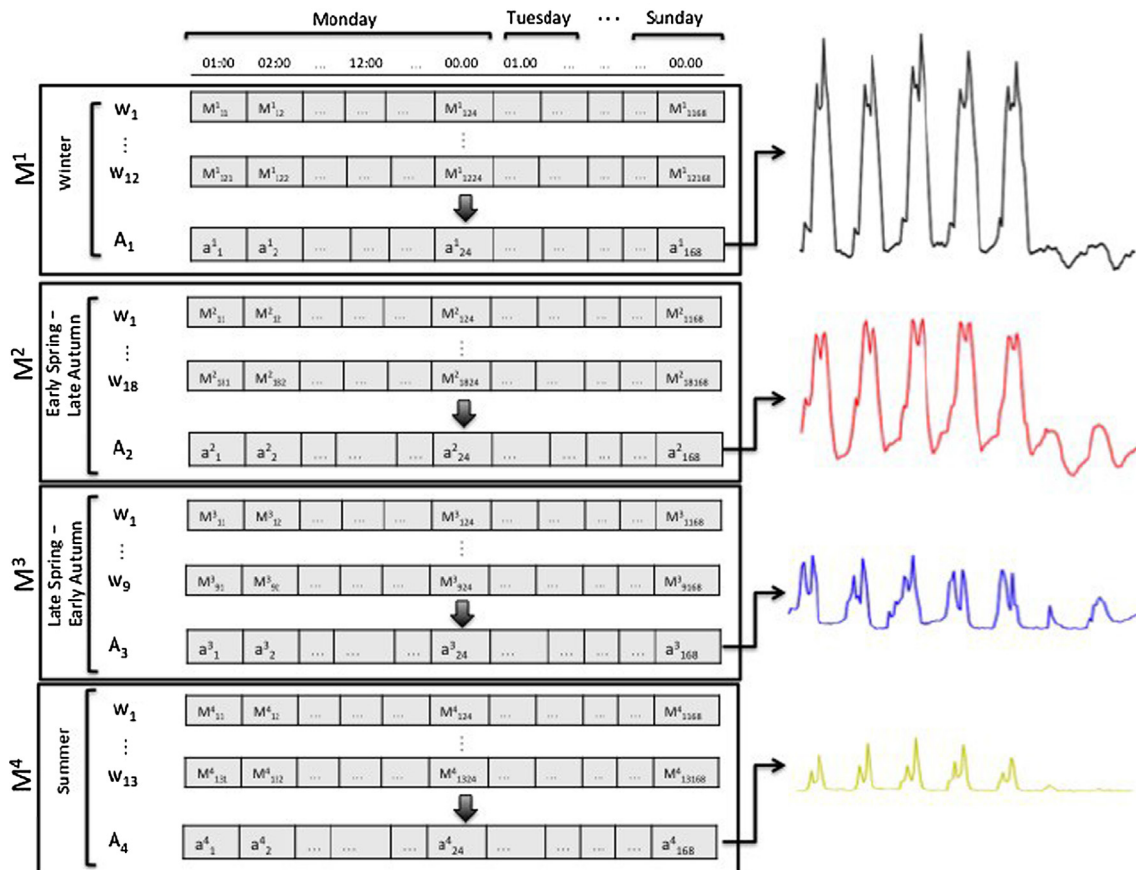 Monday Tuesday ... Sunday
01:00 02:00 ... 12:00 ... 00.00 01.00 ... ... ... 00.00
M¹
Winter
w₁ M¹₁₁ M¹₁₂ ... ... ... M¹₁₂₄ ... ... ... ... M¹₁₁₆₈
⋮ ⋮
w₁₂ M¹₁₂₁ M¹₁₂₂ ... ... ... M¹₁₂₂₄ ... ... ... ... M¹₁₂₁₆₈
A₁ a¹₁ a¹₂ ... ... ... a¹₂₄ ... ... ... ... a¹₁₆₈
M²
Early Spring –
Late Autumn
w₁ M²₁₁ M²₁₂ ... ... ... M²₁₂₄ ... ... ... ... M²₁₁₆₈
⋮ ⋮
w₁₈ M²₁₈₁ M²₁₈₂ ... ... ... M²₁₈₂₄ ... ... ... ... M²₁₈₁₆₈
A₂ a²₁ a²₂ ... ... ... a²₂₄ ... ... ... ... a²₁₆₈
M³
Late Spring –
Early Autumn
w₁ M³₁₁ M³₁₂ ... ... ... M³₁₂₄ ... ... ... ... M³₁₁₆₈
⋮ ⋮
w₉ M³₉₁ ... ... ... M³₉₂₄ ... ... ... ... M³₉₁₆₈
A₃ a³₁ a³₂ ... ... ... a³₂₄ ... ... ... ... a³₁₆₈
M⁴
Summer
w₁ M⁴₁₁ M⁴₁₂ ... ... ... M⁴₁₂₄ ... ... ... ... M⁴₁₁₆₈
⋮ ⋮
w₁₃ M⁴₁₃₁ M⁴₁₃₂ ... ... ... M⁴₁₃₂₄ ... ... ... ... M⁴₁₃₁₆₈
A₄ a⁴₁ a⁴₂ ... ... ... a⁴₂₄ ... ... ... ... a⁴₁₆₈